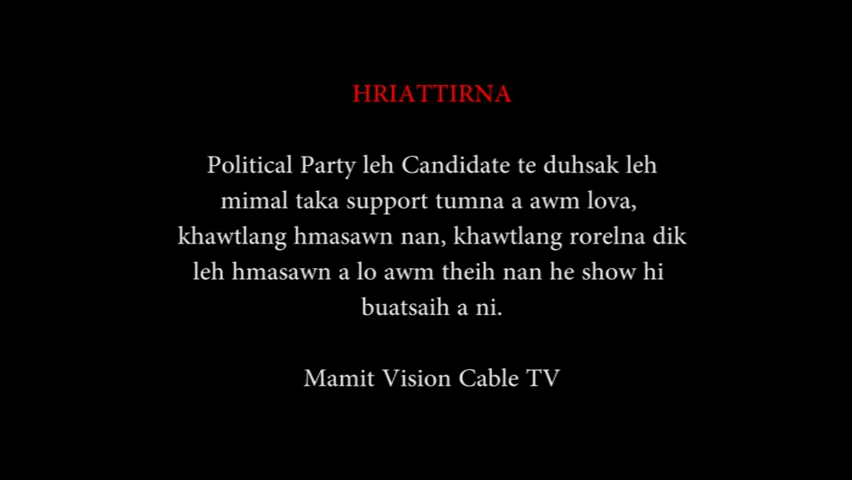 HRIATTIRNA
Political Party leh Candidate te duhsak leh
mimal taka support tumna a awm lova,
khawtlang hmasawn nan, khawtlang rorelna dik
leh hmasawn a lo awm theih nan he show hi
buatsaih a ni.
Mamit Vision Cable TV